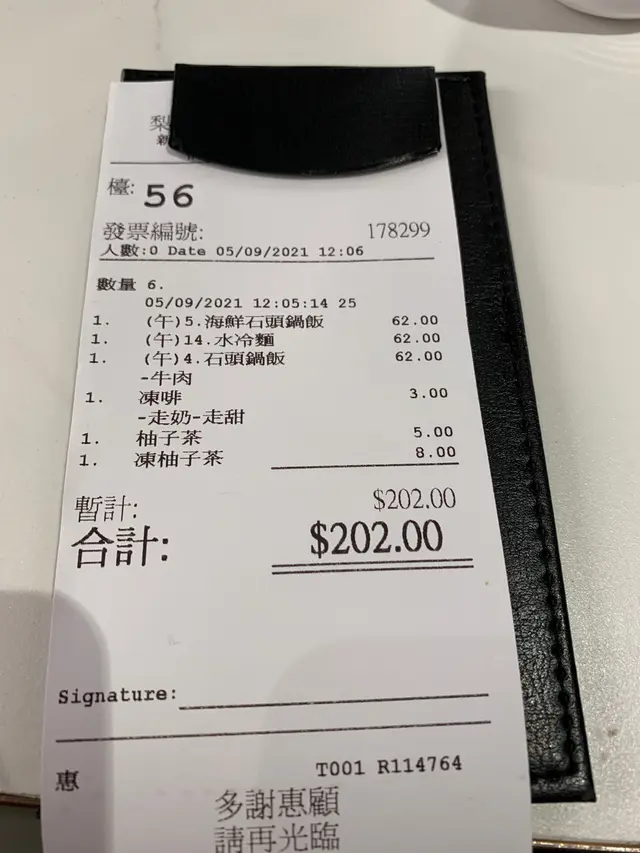 梨
檯: 56
發票編號: 178299
人數:0 Date 05/09/2021 12:06
數量 6.
05/09/2021 12:05:14 25
1. (午)5.海鮮石頭鍋飯 62.00
1. (午)14.水冷麵 62.00
1. (午)4.石頭鍋飯 62.00
-牛肉
1. 凍啡 3.00
-走奶-走甜
1. 柚子茶 5.00
1. 凍柚子茶 8.00
暫計: $202.00
合計: $202.00
Signature:
惠 T001 R114764
多謝惠顧
請再光臨